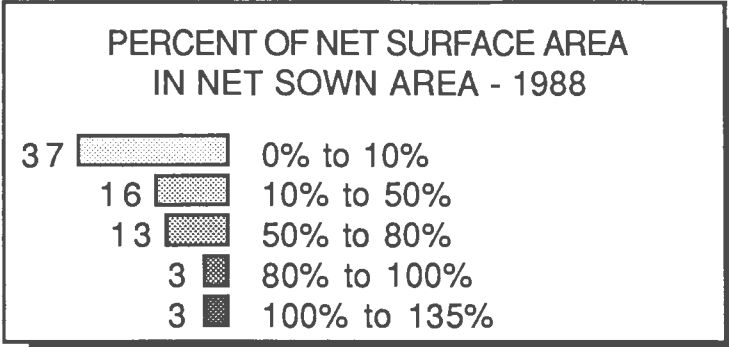 PERCENT OF NET SURFACE AREA
IN NET SOWN AREA - 1988
37 0% to 10%
16 10% to 50%
13 50% to 80%
3 80% to 100%
3 100% to 135%